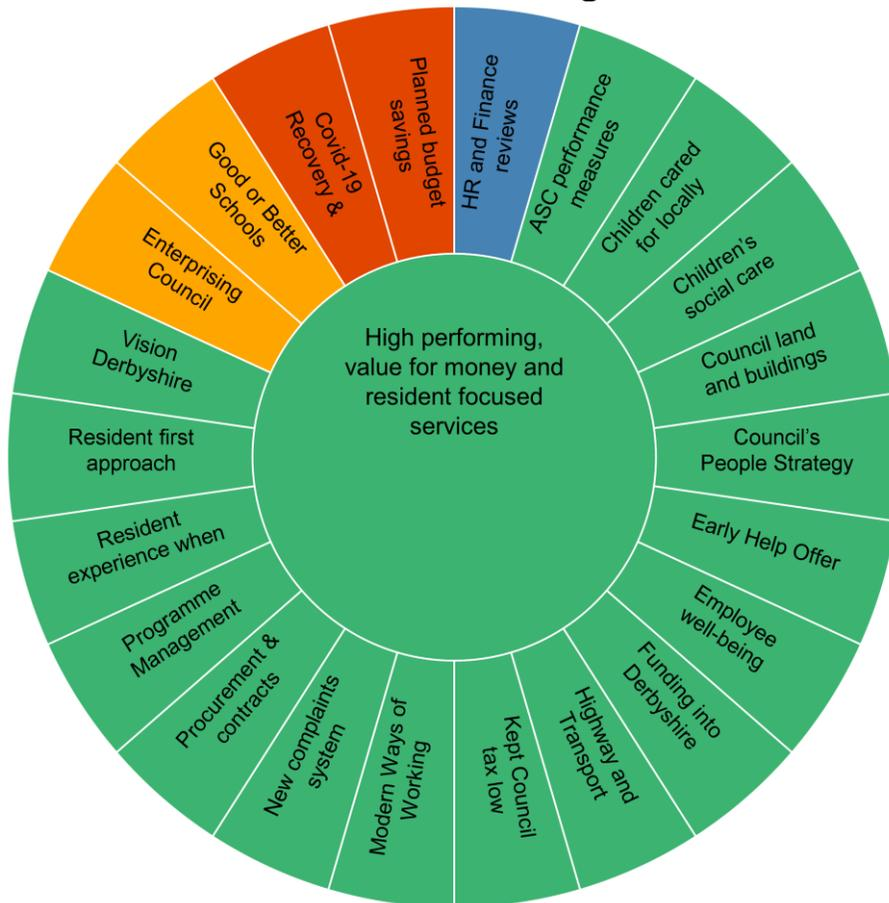 High performing,
value for money and
resident focused
services
HR and Finance
reviews
ASC performance
measures
Children cared
for locally
Children's
social care
Council land
and buildings
Council's
People Strategy
Early Help Offer
Employee
well-being
Funding into
Derbyshire
Highway and
Transport
Kept Council
tax low
Modern Ways of
Working
New complaints
system
Procurement &
contracts
Programme
Management
Resident
experience when
Resident first
approach
Vision
Derbyshire
Enterprising
Council
Good or Better
Schools
Covid-19
Recovery &
Planned budget
savings